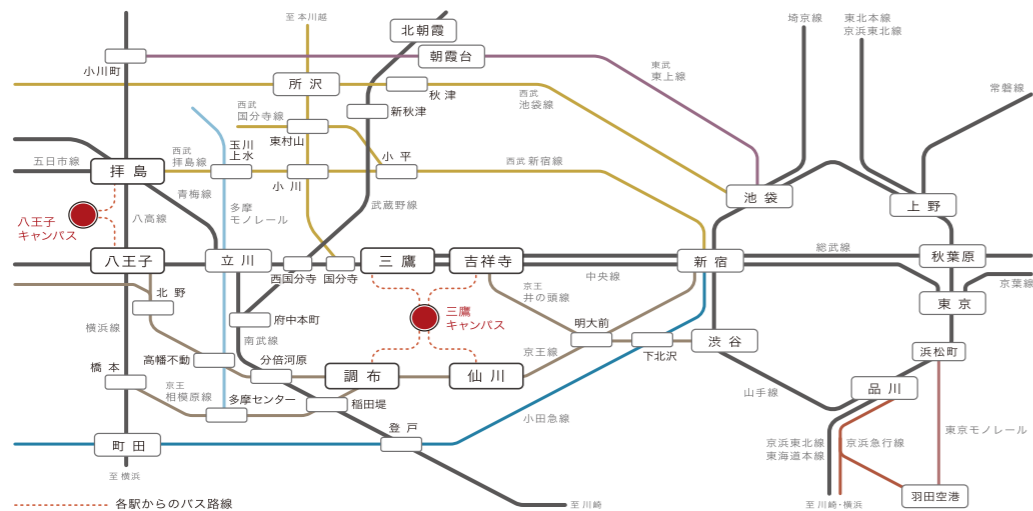 至 本川越
埼京線
東北本線
京浜東北線
北朝霞
朝霞台
小川町
東武
東上線
所 沢
秋 津
西武
池袋線
常磐線
西武
国分寺線
新秋津
東村山
玉川
上水
小 平
五日市線
西武
拝島線
西武 新宿線
拝 島
小 川
青梅線
武蔵野線
池 袋
上 野
八王子
キャンパス
八高線
多摩
モノレール
総武線
八王子
立 川
三 鷹
吉祥寺
新 宿
秋葉原
西国分寺
国分寺
中央線
京葉線
北 野
京王
井の頭線
東 京
横浜線
府中本町
三鷹
キャンパス
明大前
南武線
渋 谷
高幡不動
分倍河原
京王線
下北沢
浜松町
橋 本
調 布
仙 川
京王
相模原線
品 川
山手線
多摩センター
稲田堤
小田急線
登 戸
東京モノレール
町 田
京浜東北線
東海道本線
京浜急行線
至 横浜
羽田空港
各駅からのバス路線
至 川崎
至 川崎・横浜